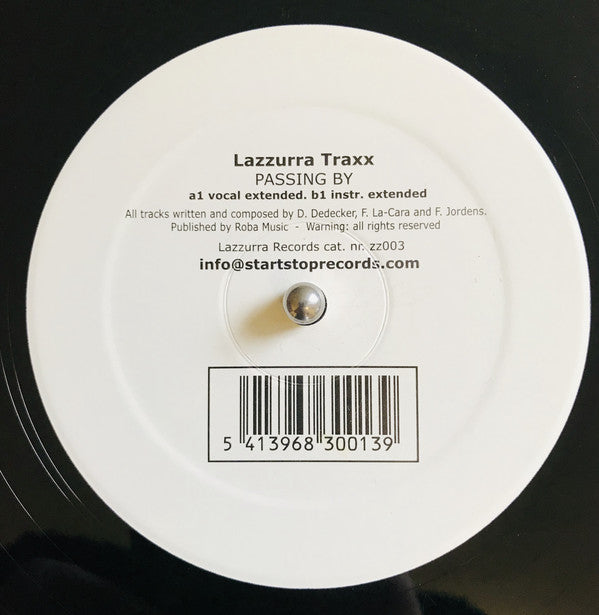 Lazzurra Traxx
PASSING BY
a1 vocal extended. b1 instr. extended
All tracks written and composed by D. Dedecker, F. La-Cara and F. Jordens.
Published by Roba Music - Warning: all rights reserved
Lazzurra Records cat. nr. zz003
info@startstoprecords.com
5 413968 300139